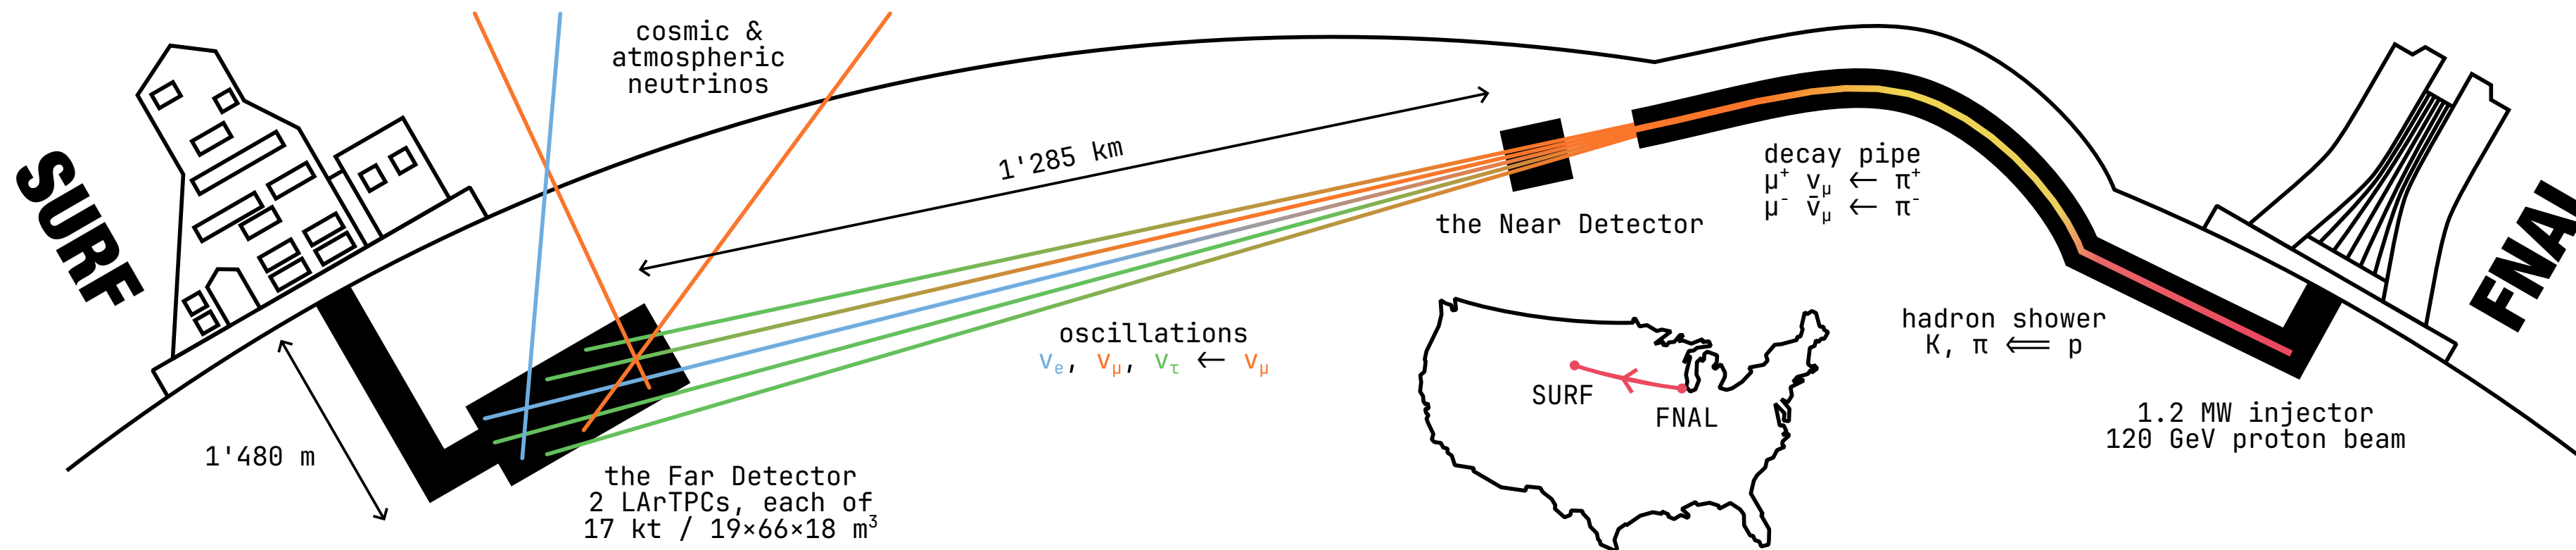 SURF
cosmic &
atmospheric
neutrinos
1'285 km
the Near Detector
decay pipe
μ⁺ ν_μ ← π⁺
μ⁻ ν̄_μ ← π⁻
FNAL
oscillations
ν_e, ν_μ, ν_τ ← ν_μ
SURF
FNAL
hadron shower
K, π ⟸ p
1.2 MW injector
120 GeV proton beam
1'480 m
the Far Detector
2 LArTPCs, each of
17 kt / 19×66×18 m³